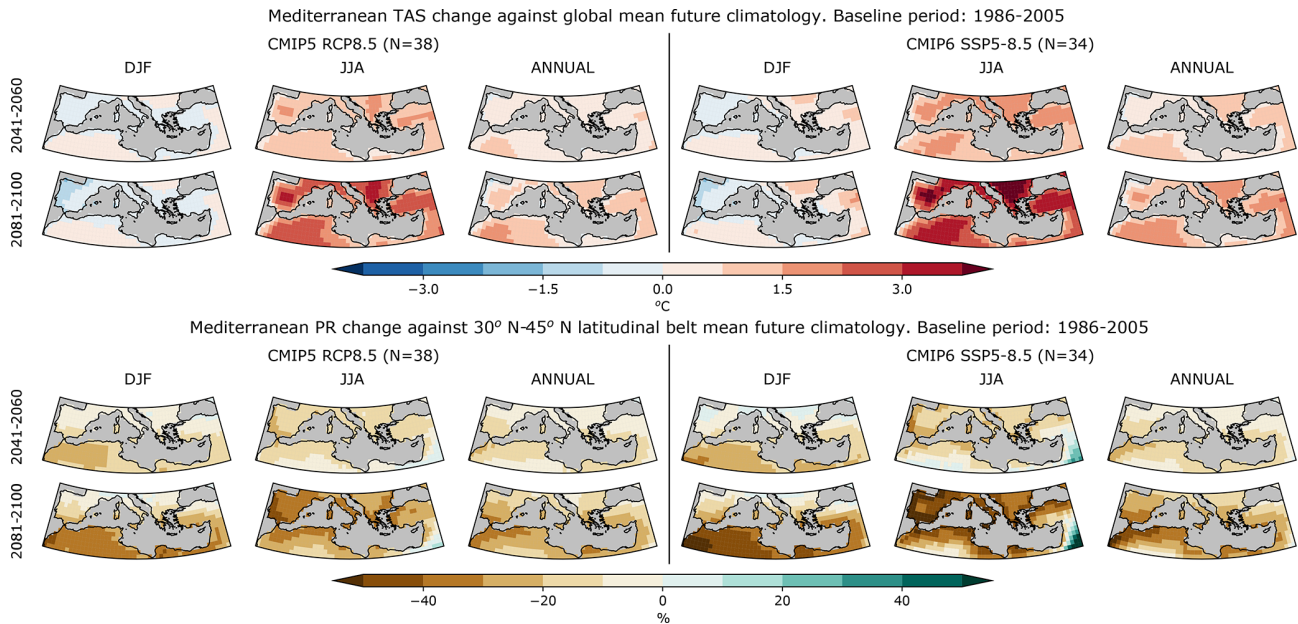 Mediterranean TAS change against global mean future climatology. Baseline period: 1986-2005
CMIP5 RCP8.5 (N=38)
CMIP6 SSP5-8.5 (N=34)
DJF
JJA
ANNUAL
DJF
JJA
ANNUAL
2041-2060
2081-2100
−3.0
−1.5
0.0
1.5
3.0
°C
Mediterranean PR change against 30° N-45° N latitudinal belt mean future climatology. Baseline period: 1986-2005
CMIP5 RCP8.5 (N=38)
CMIP6 SSP5-8.5 (N=34)
DJF
JJA
ANNUAL
DJF
JJA
ANNUAL
2041-2060
2081-2100
−40
−20
0
20
40
%